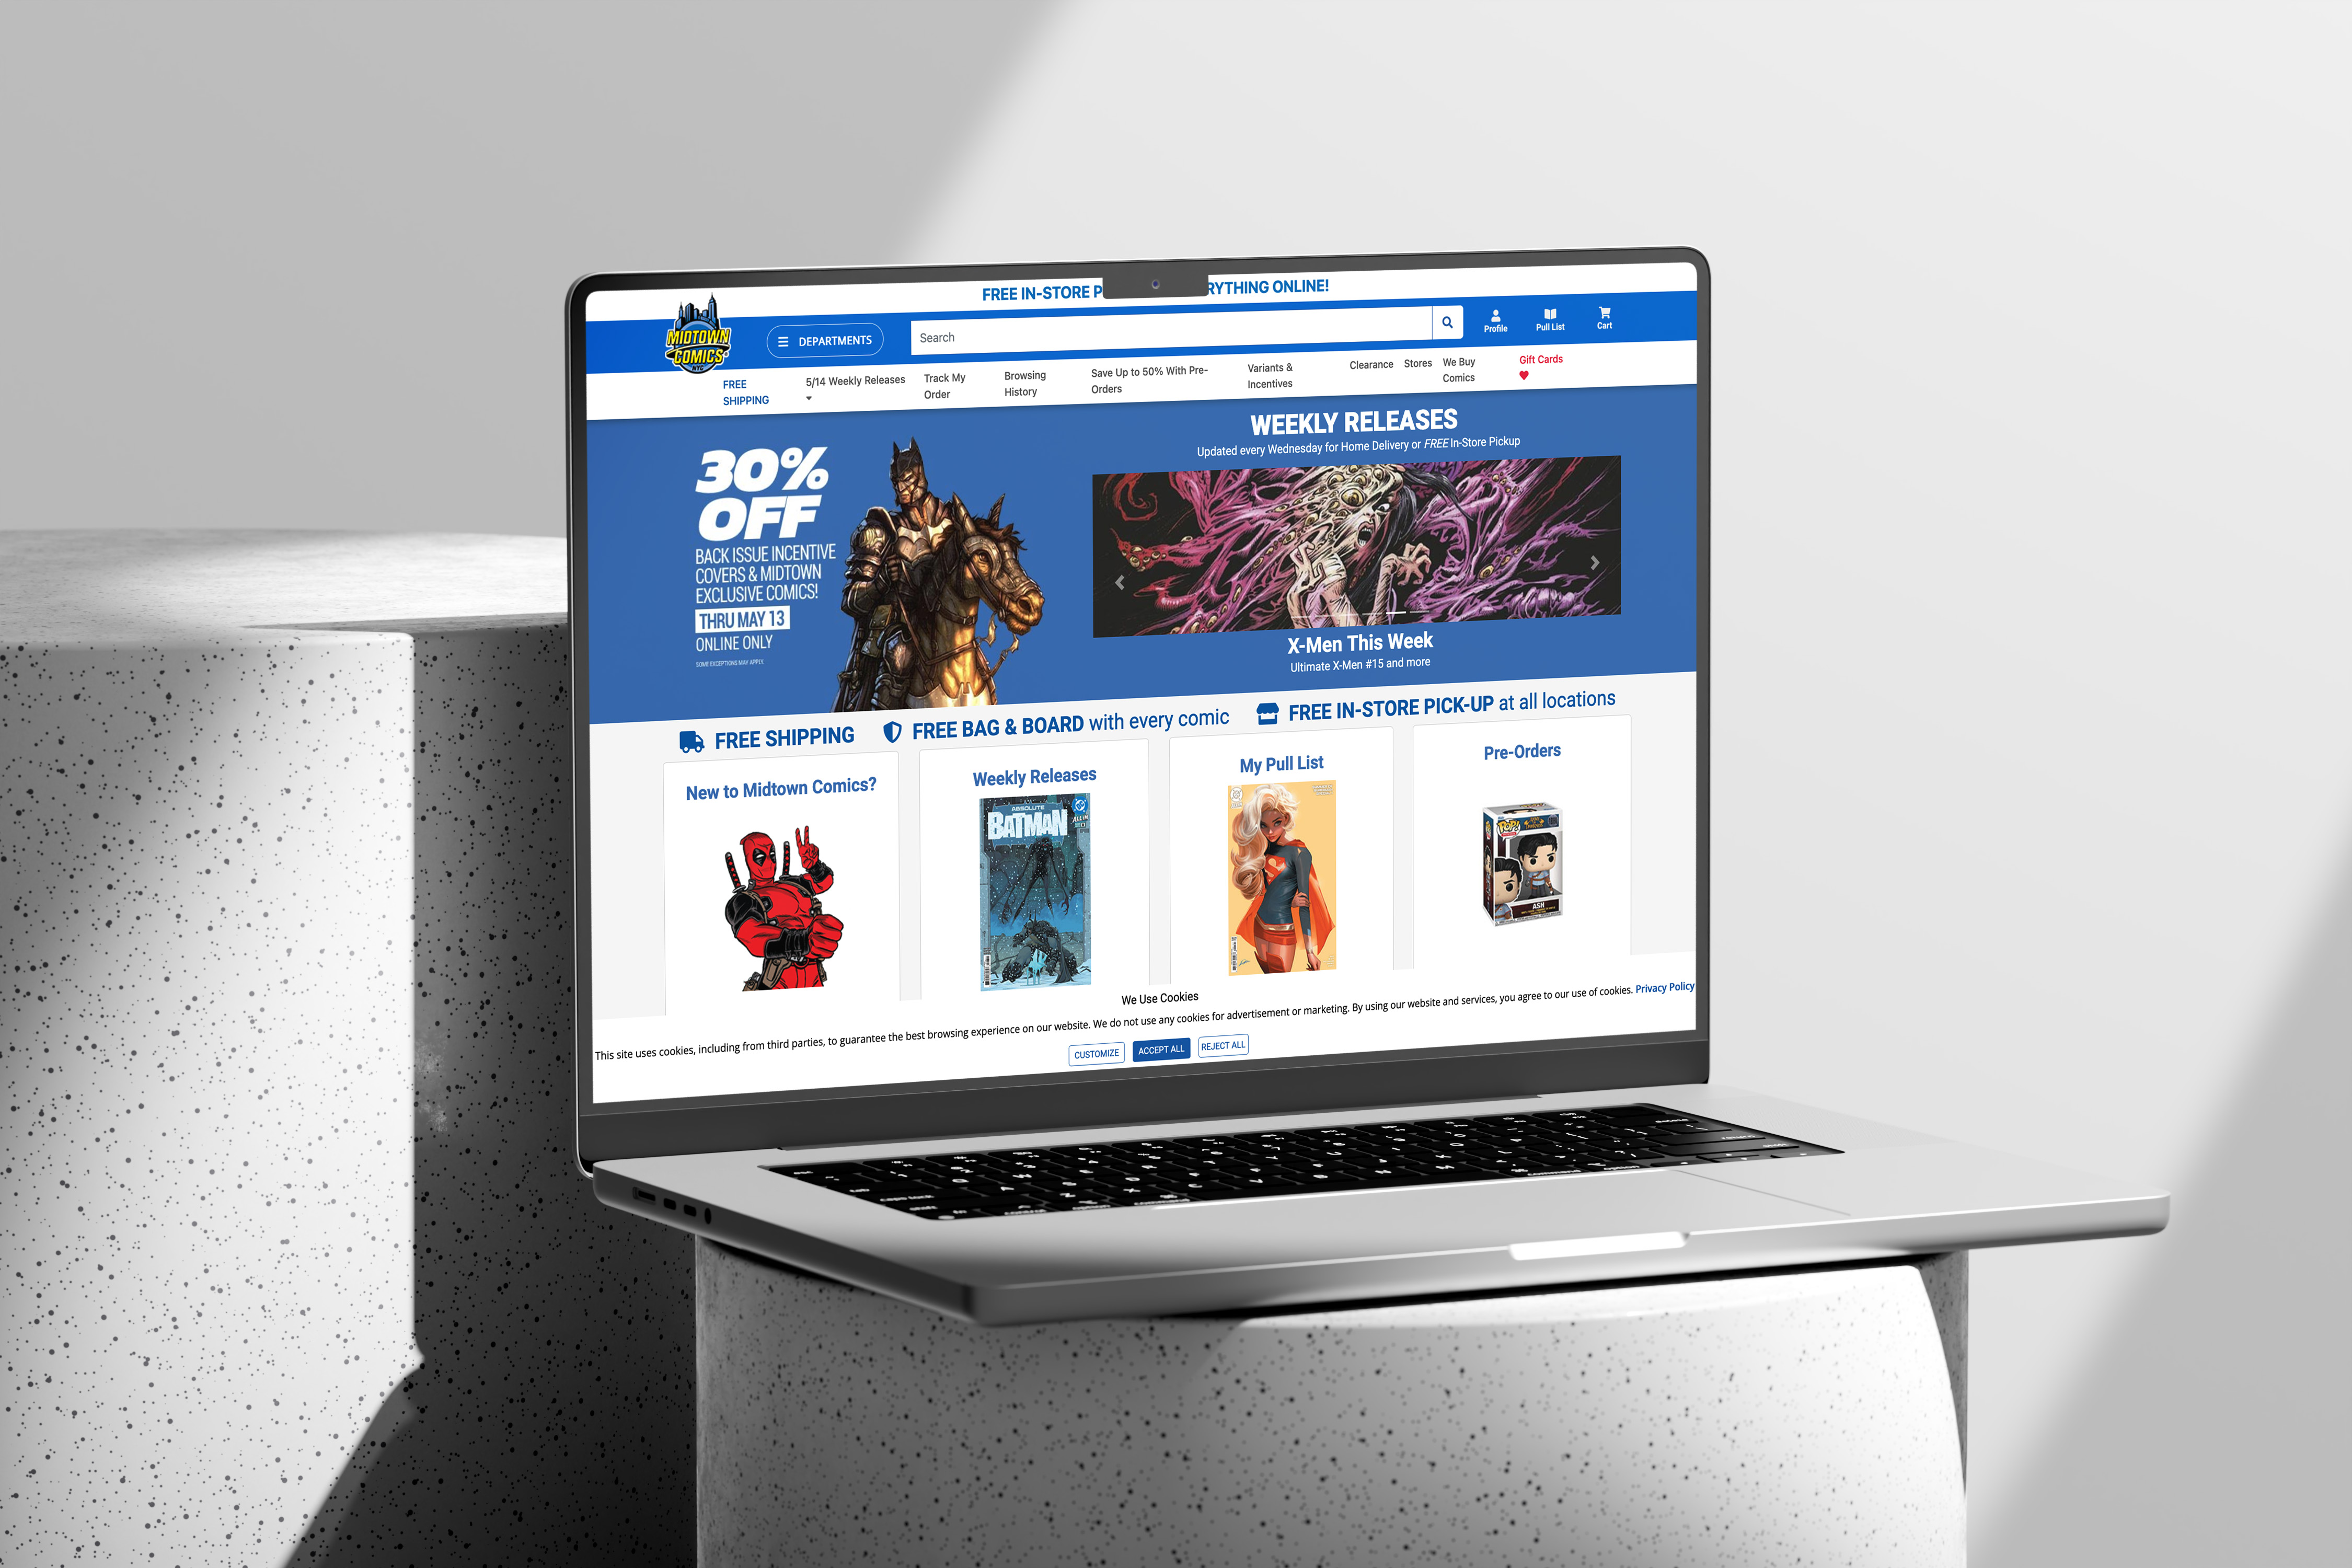 FREE IN-STORE P
RYTHING ONLINE!
MIDTOWN
COMICS
NYC
DEPARTMENTS
Search
Profile
Pull List
Cart
FREE
SHIPPING
5/14 Weekly Releases
Track My
Order
Browsing
History
Save Up to 50% With Pre-
Orders
Variants &
Incentives
Clearance
Stores
We Buy
Comics
Gift Cards
30%
OFF
BACK ISSUE INCENTIVE
COVERS & MIDTOWN
EXCLUSIVE COMICS!
THRU MAY 13
ONLINE ONLY
SOME EXCEPTIONS MAY APPLY.
WEEKLY RELEASES
Updated every Wednesday for Home Delivery or FREE In-Store Pickup
X-Men This Week
Ultimate X-Men #15 and more
FREE SHIPPING
FREE BAG & BOARD with every comic
FREE IN-STORE PICK-UP at all locations
New to Midtown Comics?
Weekly Releases
ABSOLUTE
BATMAN
My Pull List
Pre-Orders
POP!
ASH
We Use Cookies
This site uses cookies, including from third parties, to guarantee the best browsing experience on our website. We do not use any cookies for advertisement or marketing. By using our website and services, you agree to our use of cookies. Privacy Policy
CUSTOMIZE
ACCEPT ALL
REJECT ALL